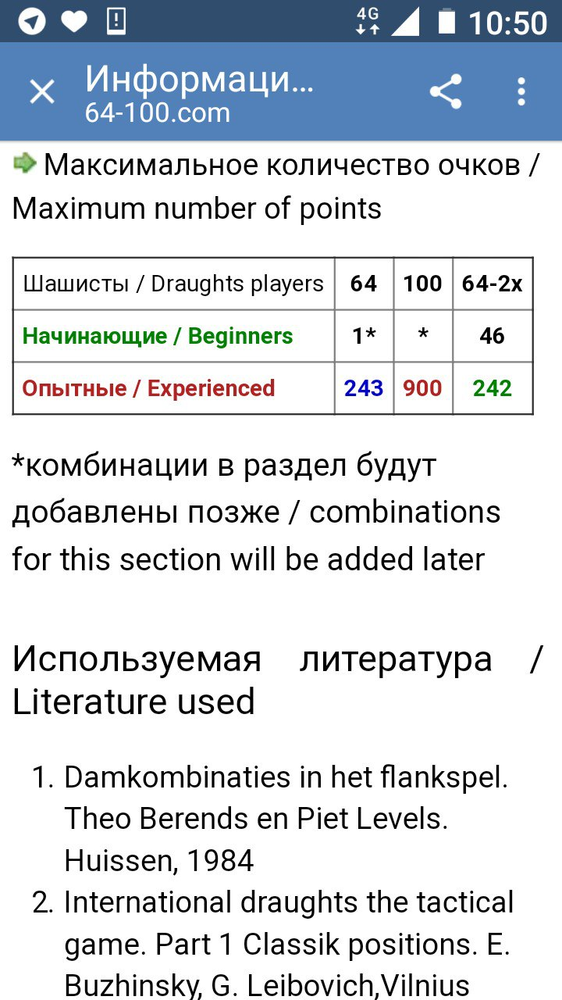 4G 10:50
Информаци...
64-100.com
Максимальное количество очков /
Maximum number of points
Шашисты / Draughts players 64 100 64-2x
Начинающие / Beginners 1* * 46
Опытные / Experienced 243 900 242
*комбинации в раздел будут
добавлены позже / combinations
for this section will be added later
Используемая литература /
Literature used
1. Damkombinaties in het flankspel.
Theo Berends en Piet Levels.
Huissen, 1984
2. International draughts the tactical
game. Part 1 Classik positions. E.
Buzhinsky, G. Leibovich,Vilnius